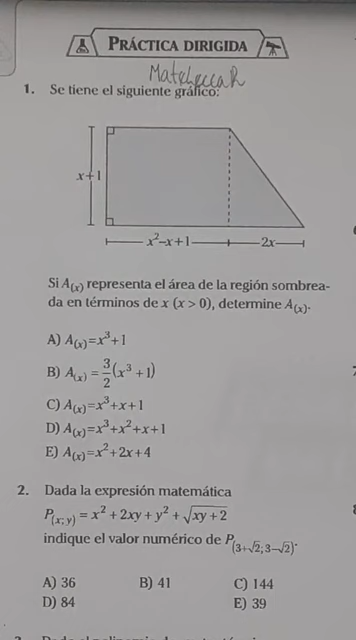 PRÁCTICA DIRIGIDA
1. Se tiene el siguiente gráfico:
x+1
x²–x+1
2x
Si A(x) representa el área de la región sombrea-
da en términos de x (x > 0), determine A(x).
A) A(x)=x³+1
B) A(x) = 3/2(x³+1)
C) A(x)=x³+x+1
D) A(x)=x³+x²+x+1
E) A(x)=x²+2x+4
2. Dada la expresión matemática
P(x; y) = x² + 2xy + y² + √(xy+2)
indique el valor numérico de P(3+√2; 3–√2).
A) 36 B) 41 C) 144
D) 84 E) 39